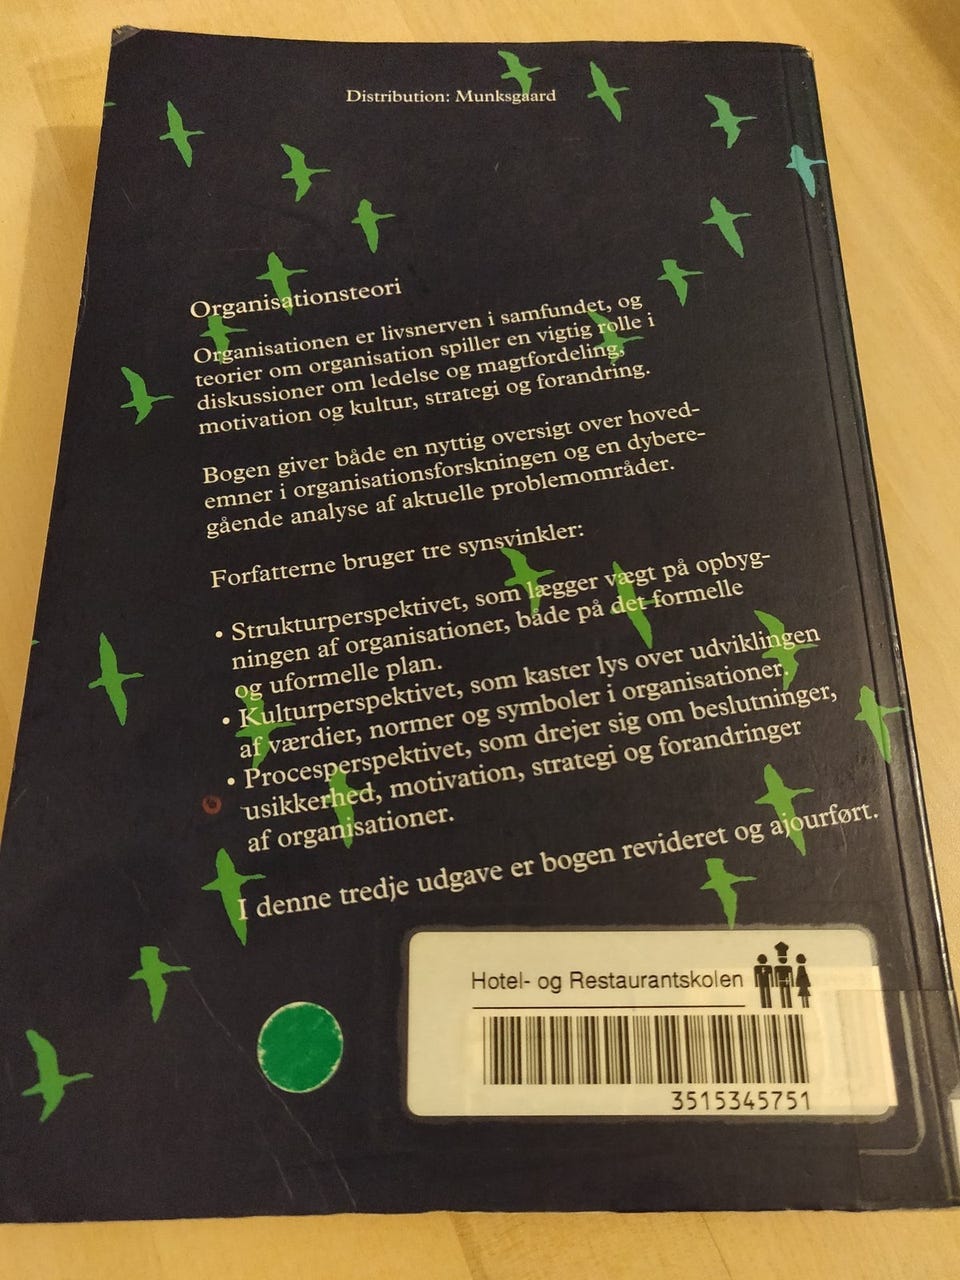 Distribution: Munksgaard
Organisationsteori
Organisationen er livsnerven i samfundet, og
teorier om organisation spiller en vigtig rolle i
diskussioner om ledelse og magtfordeling,
motivation og kultur, strategi og forandring.
Bogen giver både en nyttig oversigt over hoved-
emner i organisationsforskningen og en dybere-
gående analyse af aktuelle problemområder.
Forfatterne bruger tre synsvinkler:
• Strukturperspektivet, som lægger vægt på opbyg-
ningen af organisationer, både på det formelle
og uformelle plan.
• Kulturperspektivet, som kaster lys over udviklingen
af værdier, normer og symboler i organisationer.
• Procesperspektivet, som drejer sig om beslutninger,
usikkerhed, motivation, strategi og forandringer
af organisationer.
I denne tredje udgave er bogen revideret og ajourført.
Hotel- og Restaurantskolen
3515345751